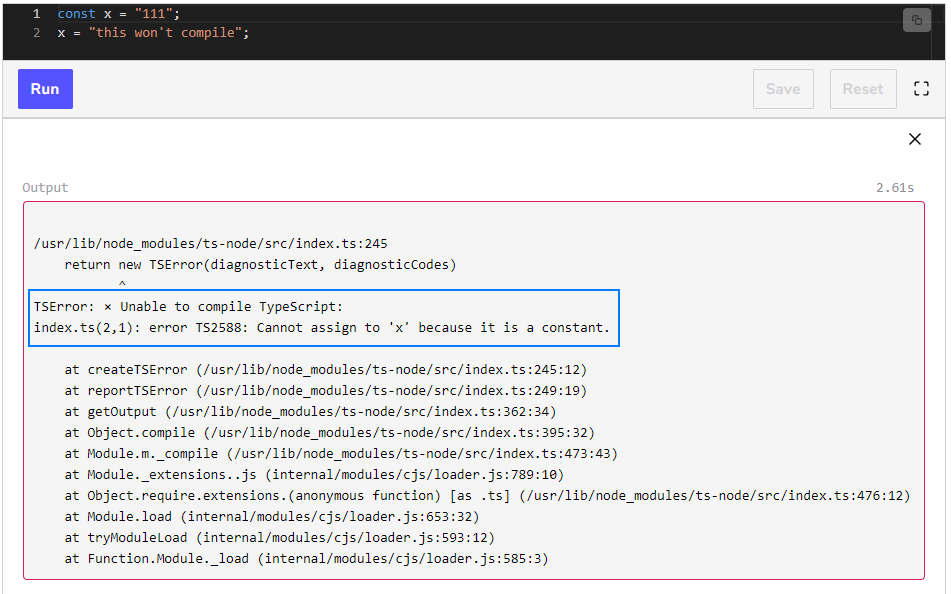 1 const x = "111";
2 x = "this won't compile";
Run
Save
Reset
Output
2.61s
/usr/lib/node_modules/ts-node/src/index.ts:245
    return new TSError(diagnosticText, diagnosticCodes)
           ^
TSError: × Unable to compile TypeScript:
index.ts(2,1): error TS2588: Cannot assign to 'x' because it is a constant.
    at createTSError (/usr/lib/node_modules/ts-node/src/index.ts:245:12)
    at reportTSError (/usr/lib/node_modules/ts-node/src/index.ts:249:19)
    at getOutput (/usr/lib/node_modules/ts-node/src/index.ts:362:34)
    at Object.compile (/usr/lib/node_modules/ts-node/src/index.ts:395:32)
    at Module.m._compile (/usr/lib/node_modules/ts-node/src/index.ts:473:43)
    at Module._extensions..js (internal/modules/cjs/loader.js:789:10)
    at Object.require.extensions.(anonymous function) [as .ts] (/usr/lib/node_modules/ts-node/src/index.ts:476:12)
    at Module.load (internal/modules/cjs/loader.js:653:32)
    at tryModuleLoad (internal/modules/cjs/loader.js:593:12)
    at Function.Module._load (internal/modules/cjs/loader.js:585:3)